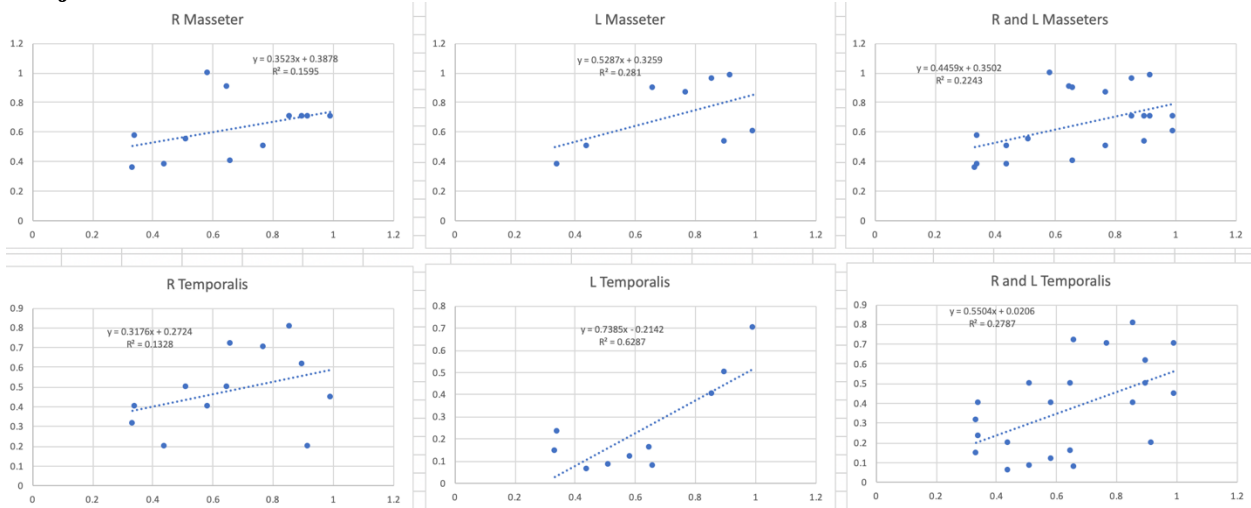 R Masseter
1.2
1
0.8
0.6
0.4
0.2
0
0 0.2 0.4 0.6 0.8 1 1.2
y = 0.3523x + 0.3878
R² = 0.1595
L Masseter
1.2
1
0.8
0.6
0.4
0.2
0
0 0.2 0.4 0.6 0.8 1 1.2
y = 0.5287x + 0.3259
R² = 0.281
R and L Masseters
1.2
1
0.8
0.6
0.4
0.2
0
0 0.2 0.4 0.6 0.8 1 1.2
y = 0.4459x + 0.3502
R² = 0.2243
R Temporalis
0.9
0.8
0.7
0.6
0.5
0.4
0.3
0.2
0.1
0
0 0.2 0.4 0.6 0.8 1 1.2
y = 0.3176x + 0.2724
R² = 0.1328
L Temporalis
0.8
0.7
0.6
0.5
0.4
0.3
0.2
0.1
0
0 0.2 0.4 0.6 0.8 1 1.2
y = 0.7385x - 0.2142
R² = 0.6287
R and L Temporalis
0.9
0.8
0.7
0.6
0.5
0.4
0.3
0.2
0.1
0
0 0.2 0.4 0.6 0.8 1 1.2
y = 0.5504x + 0.0206
R² = 0.2787